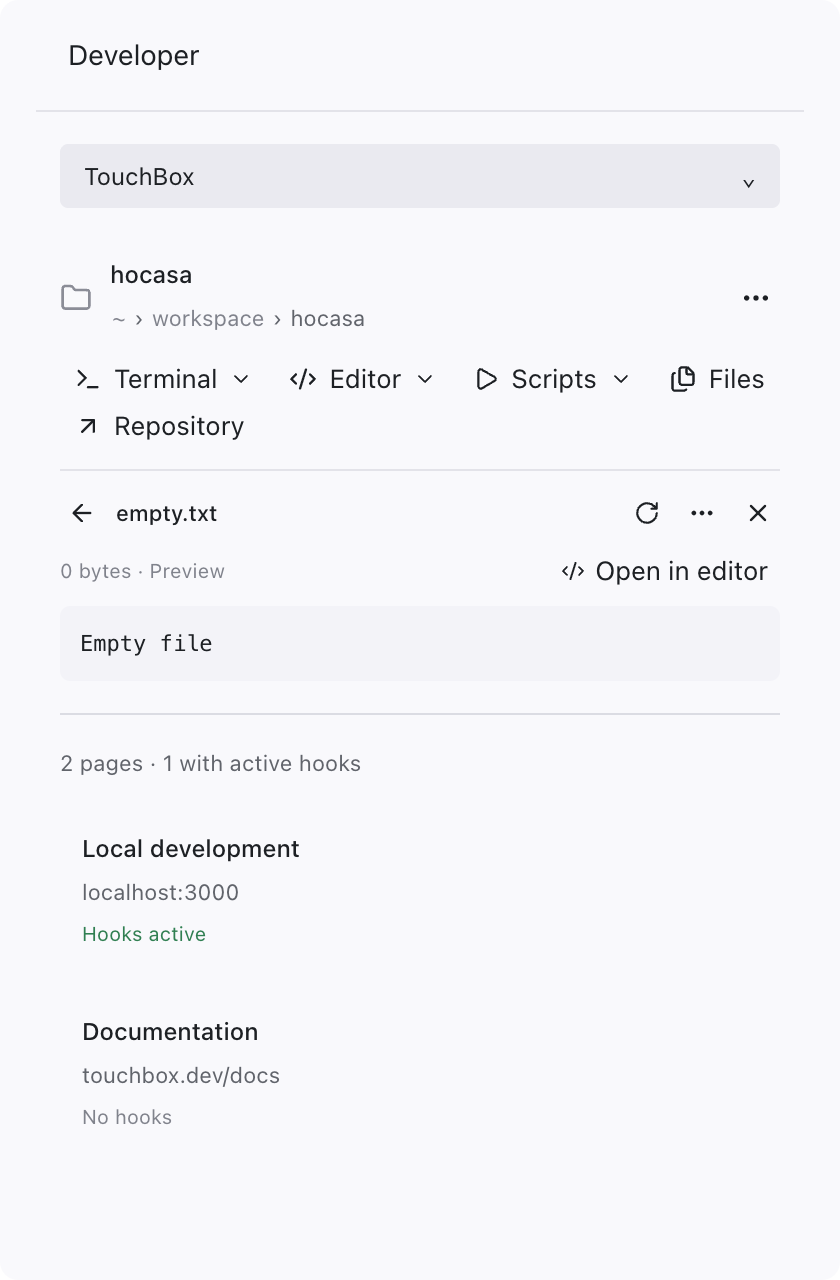 Developer
TouchBox
hocasa
~ › workspace › hocasa
Terminal Editor Scripts Files
Repository
empty.txt
0 bytes · Preview Open in editor
Empty file
2 pages · 1 with active hooks
Local development
localhost:3000
Hooks active
Documentation
touchbox.dev/docs
No hooks